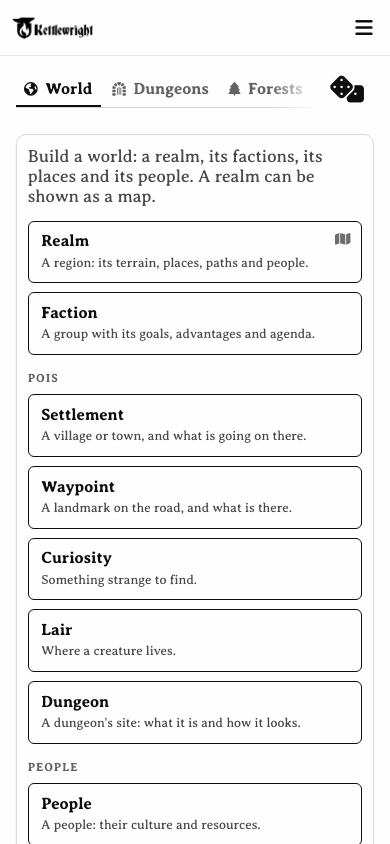 Kettlewright
World
Dungeons
Forests
Build a world: a realm, its factions, its
places and its people. A realm can be
shown as a map.
Realm
A region: its terrain, places, paths and people.
Faction
A group with its goals, advantages and agenda.
POIS
Settlement
A village or town, and what is going on there.
Waypoint
A landmark on the road, and what is there.
Curiosity
Something strange to find.
Lair
Where a creature lives.
Dungeon
A dungeon's site: what it is and how it looks.
PEOPLE
People
A people: their culture and resources.